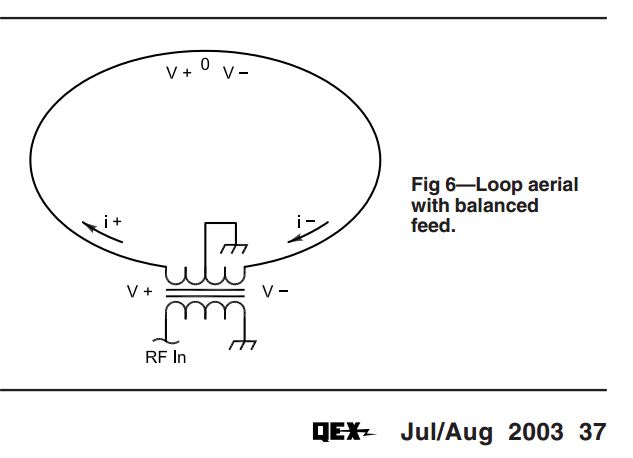 V + 0 V –
i + i –
Fig 6—Loop aerial
with balanced
feed.
V + V –
RF In
QEX Jul/Aug 2003 37